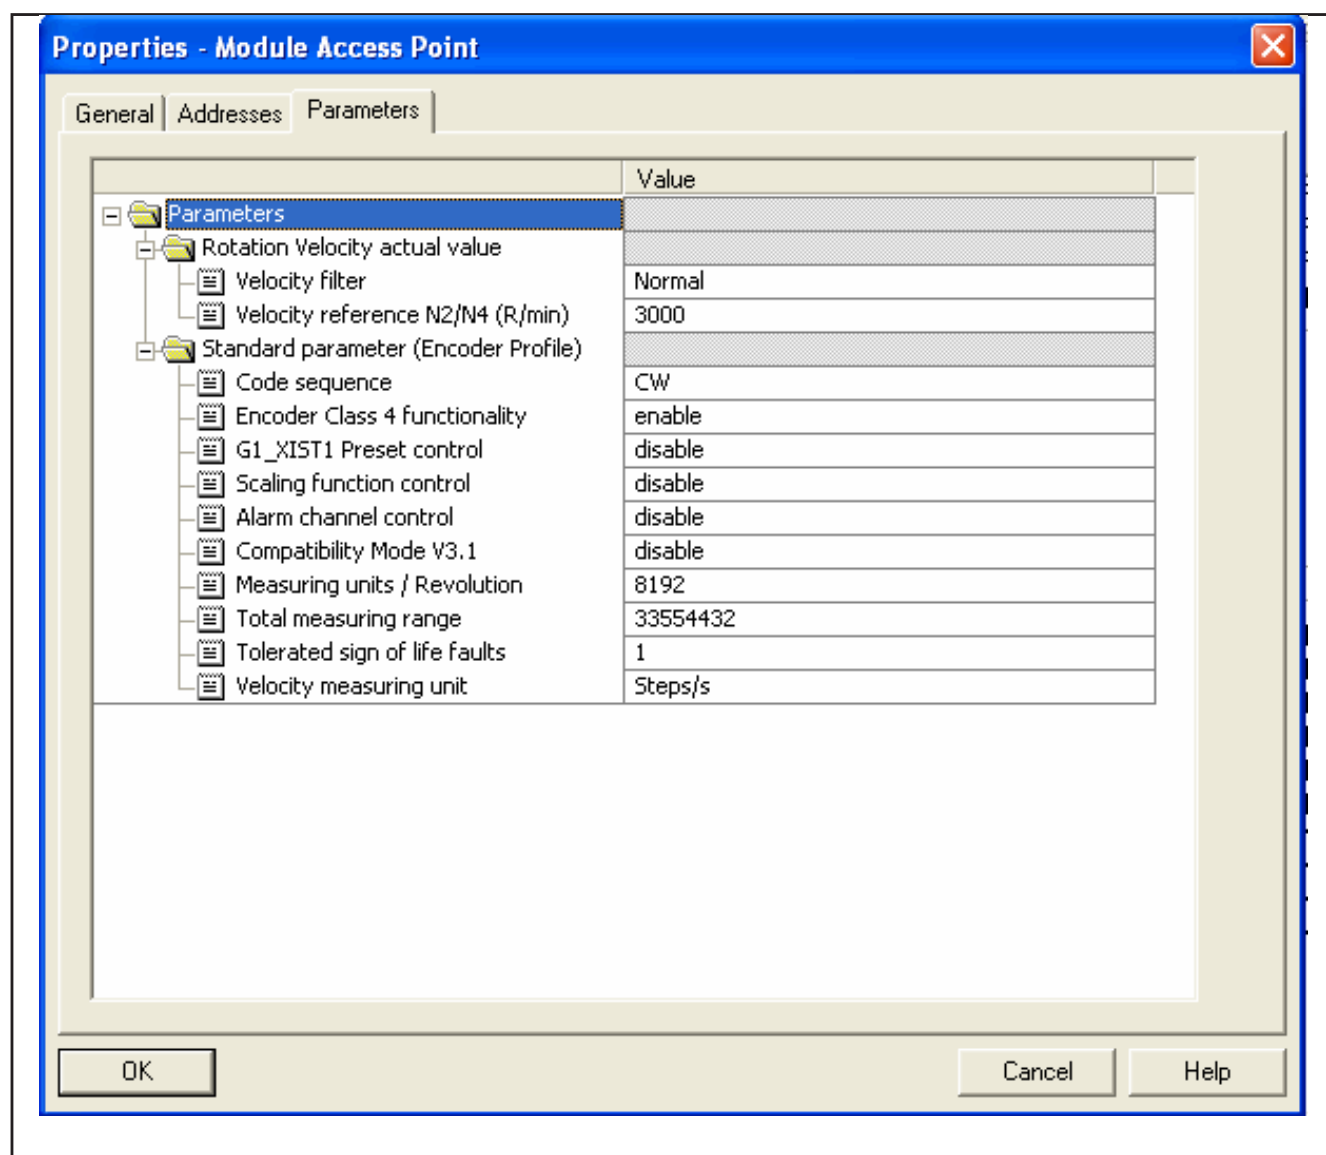 Properties - Module Access Point
General Addresses Parameters
Value
Parameters
Rotation Velocity actual value
Velocity filter Normal
Velocity reference N2/N4 (R/min) 3000
Standard parameter (Encoder Profile)
Code sequence CW
Encoder Class 4 functionality enable
G1_XIST1 Preset control disable
Scaling function control disable
Alarm channel control disable
Compatibility Mode V3.1 disable
Measuring units / Revolution 8192
Total measuring range 33554432
Tolerated sign of life faults 1
Velocity measuring unit Steps/s
OK Cancel Help